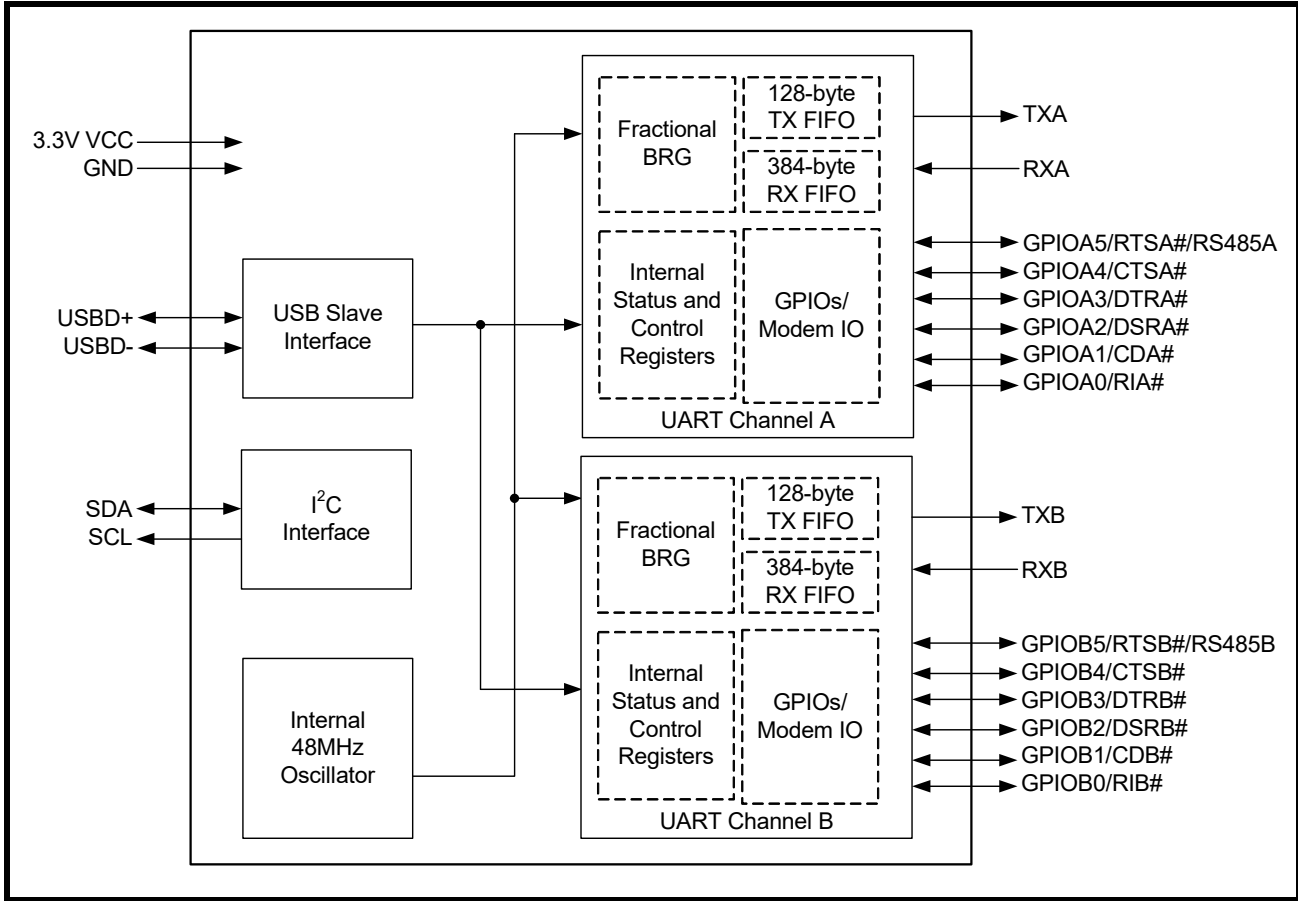 3.3V VCC
GND
USBD+
USBD-
SDA
SCL
USB Slave
Interface
I²C
Interface
Internal
48MHz
Oscillator
Fractional
BRG
128-byte
TX FIFO
384-byte
RX FIFO
Internal
Status and
Control
Registers
GPIOs/
Modem IO
UART Channel A
TXA
RXA
GPIOA5/RTSA#/RS485A
GPIOA4/CTSA#
GPIOA3/DTRA#
GPIOA2/DSRA#
GPIOA1/CDA#
GPIOA0/RIA#
Fractional
BRG
128-byte
TX FIFO
384-byte
RX FIFO
Internal
Status and
Control
Registers
GPIOs/
Modem IO
UART Channel B
TXB
RXB
GPIOB5/RTSB#/RS485B
GPIOB4/CTSB#
GPIOB3/DTRB#
GPIOB2/DSRB#
GPIOB1/CDB#
GPIOB0/RIB#